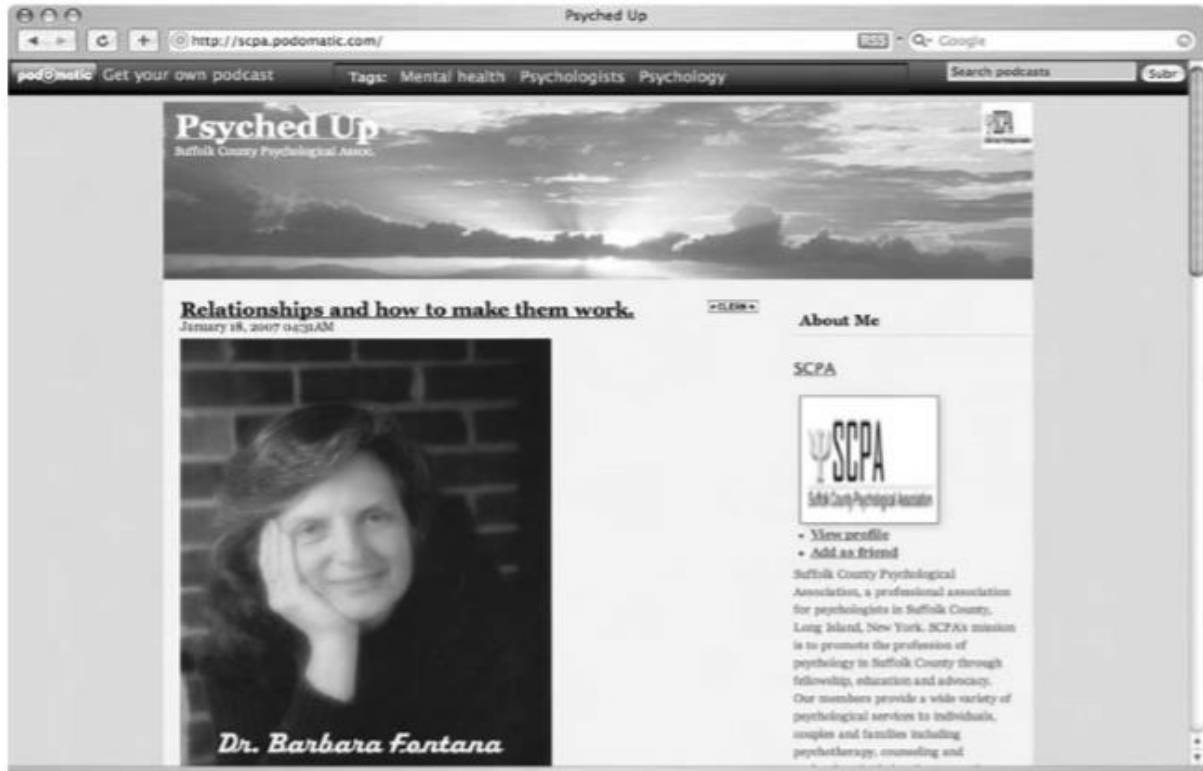 Psyched Up
http://scpa.podomatic.com/
RSS
Google
podOmatic Get your own podcast
Tags: Mental health Psychologists Psychology
Search podcasts
Subr
Psyched Up
Suffolk County Psychological Assoc.
Relationships and how to make them work.
January 18, 2007 04:31AM
Dr. Barbara Fontana
About Me
SCPA
SCPA
Suffolk County Psychological Association
View profile
Add as friend
Suffolk County Psychological
Association, a professional association
for psychologists in Suffolk County,
Long Island, New York. SCPA's mission
is to promote the profession of
psychology in Suffolk County through
fellowship, education and advocacy.
Our members provide a wide variety of
psychological services to individuals,
couples and families including
psychotherapy, counseling and